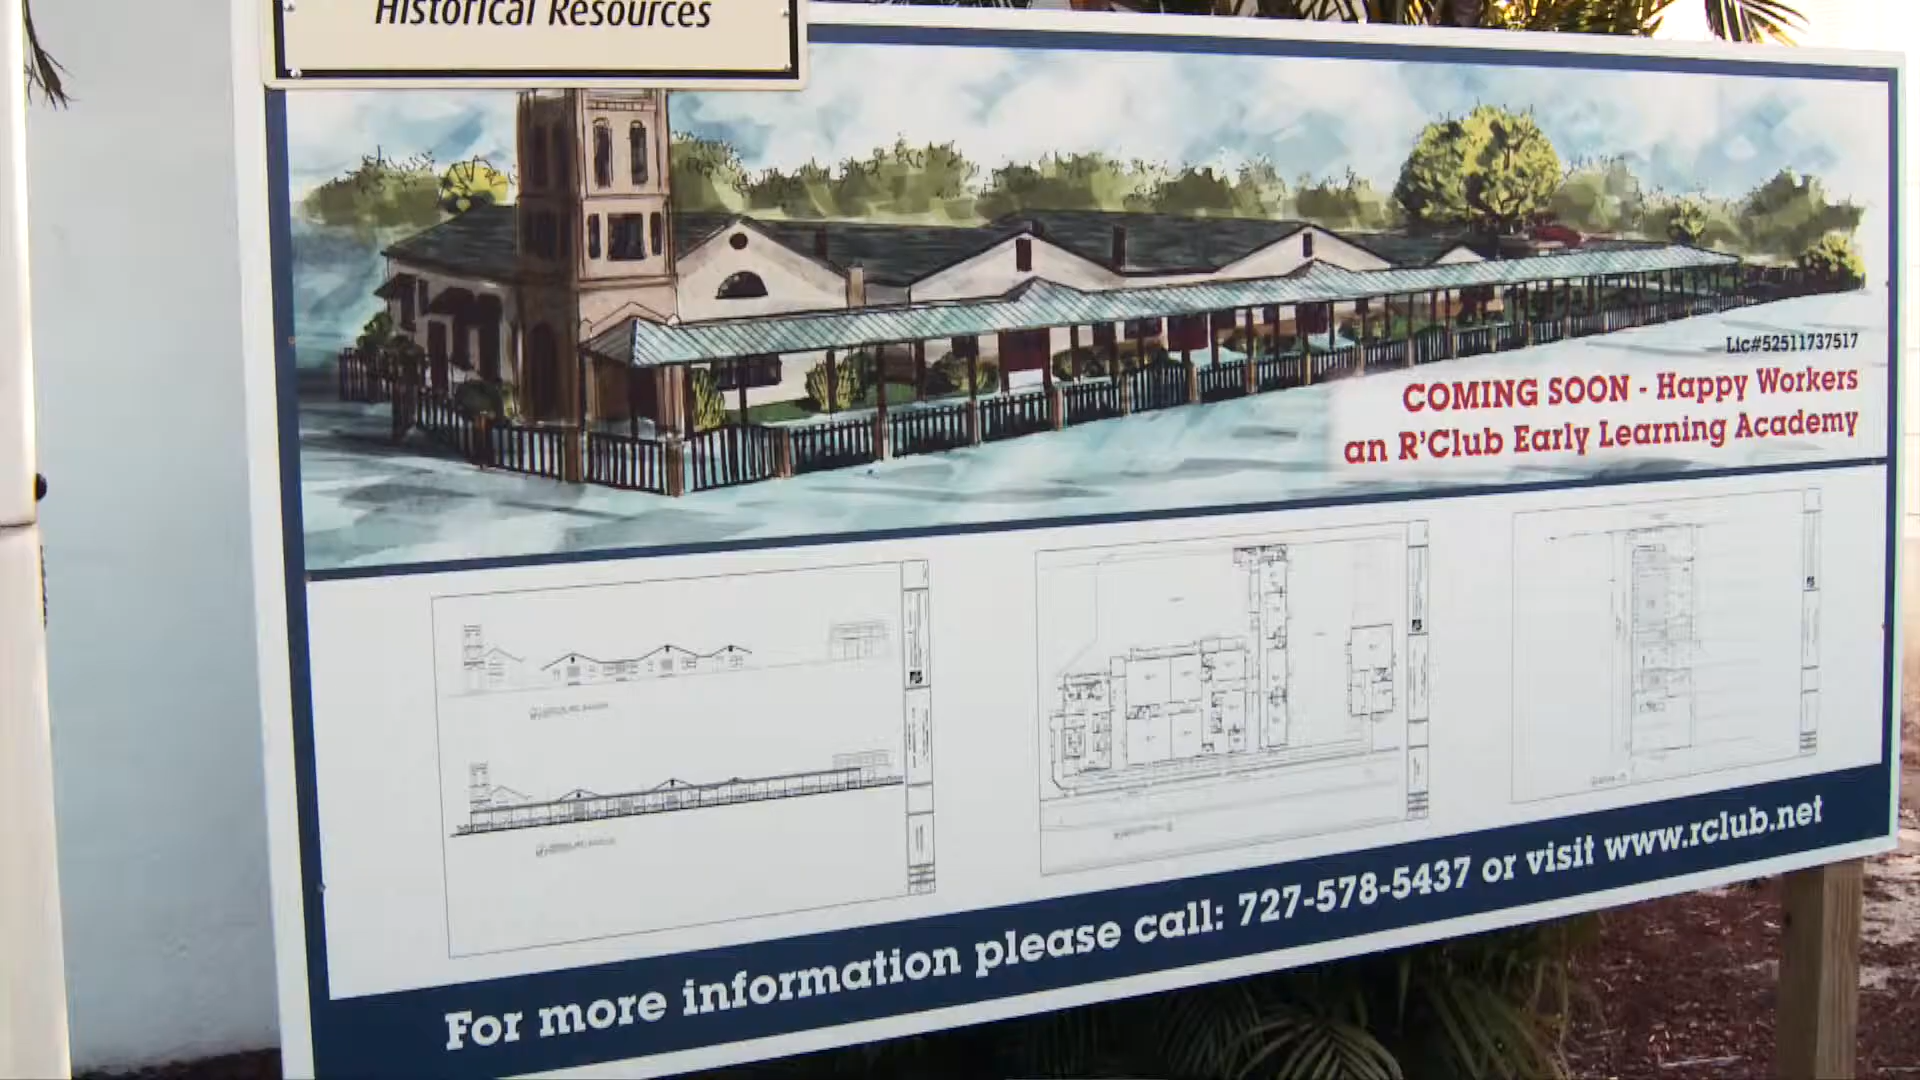 Historical Resources
Lic#52511737517
COMING SOON - Happy Workers
an R'Club Early Learning Academy
For more information please call: 727-578-5437 or visit www.rclub.net